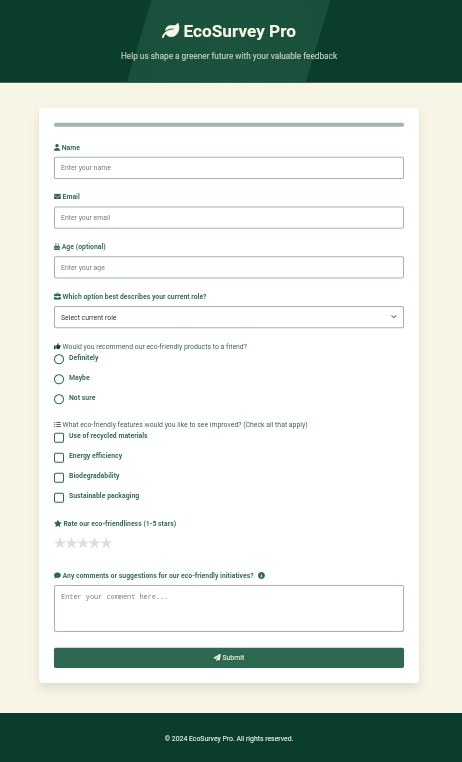 EcoSurvey Pro
Help us shape a greener future with your valuable feedback
Name
Enter your name
Email
Enter your email
Age (optional)
Enter your age
Which option best describes your current role?
Select current role
Would you recommend our eco-friendly products to a friend?
Definitely
Maybe
Not sure
What eco-friendly features would you like to see improved? (Check all that apply)
Use of recycled materials
Energy efficiency
Biodegradability
Sustainable packaging
Rate our eco-friendliness (1-5 stars)
Any comments or suggestions for our eco-friendly initiatives?
Enter your comment here...
Submit
© 2024 EcoSurvey Pro. All rights reserved.